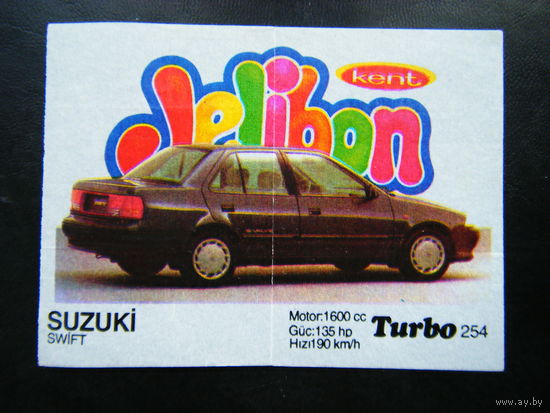 kent
Jelibon
SUZUKİ
SWİFT
Motor:1600 cc
Güc:135 hp
Hızı190 km/h
Turbo 254
www.ay.by